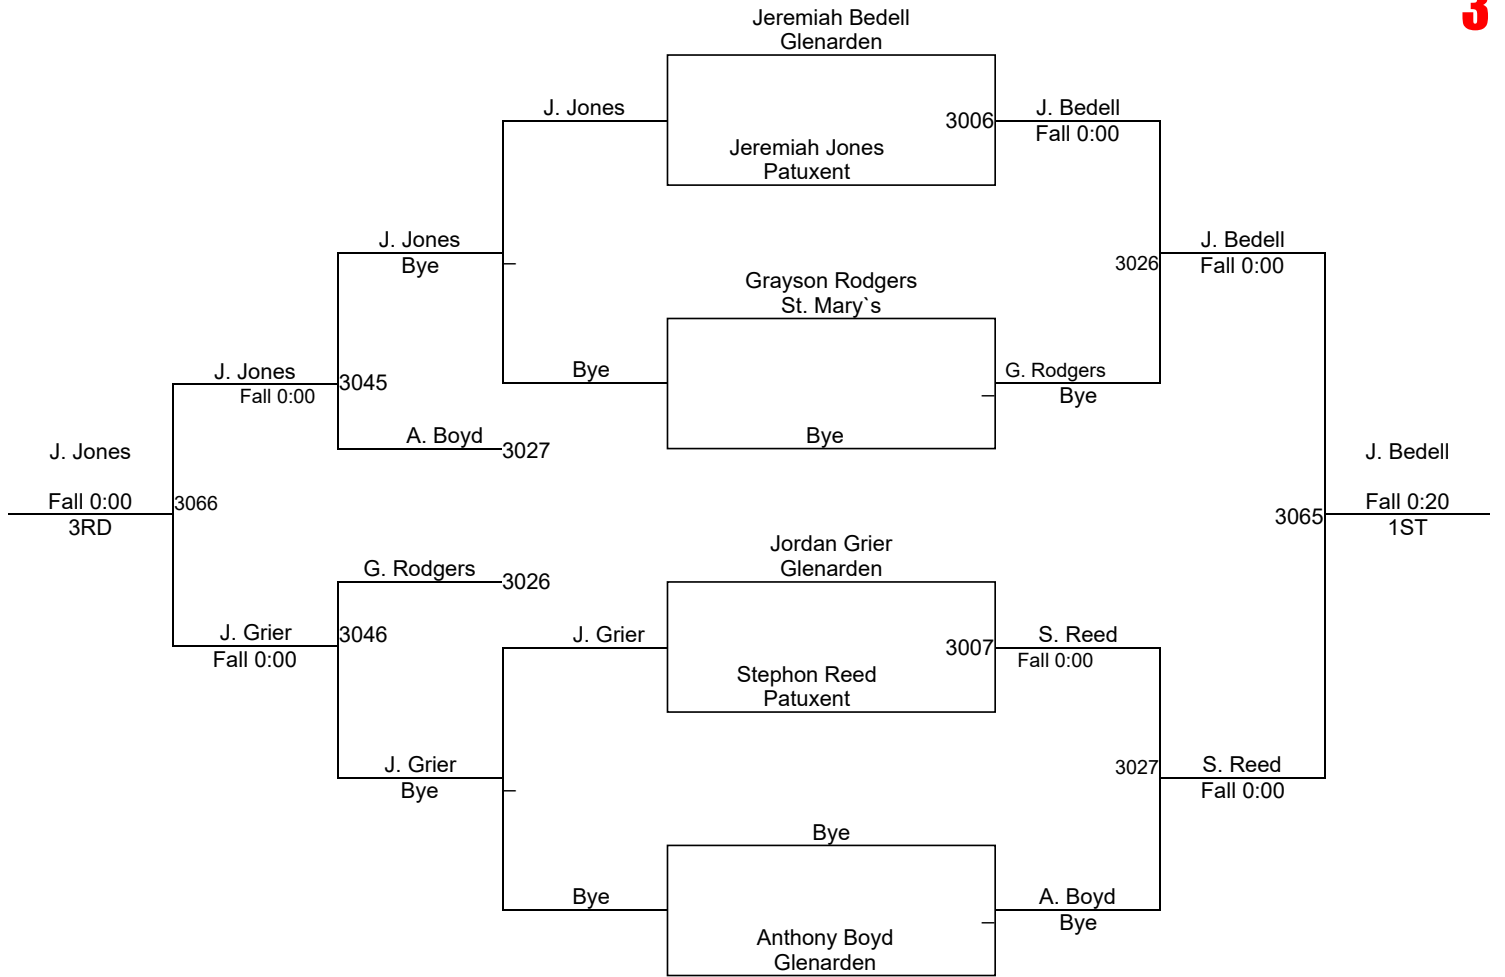 Jeremiah Bedell
Glenarden
3
J. Jones
3006
J. Bedell
Fall 0:00
Jeremiah Jones
Patuxent
J. Jones
Bye
J. Bedell
Fall 0:00
3026
Grayson Rodgers
St. Mary`s
J. Jones
Fall 0:00
3045
Bye
G. Rodgers
Bye
A. Boyd
3027
Bye
J. Jones
Fall 0:00
3RD
3066
3065
J. Bedell
Fall 0:20
1ST
G. Rodgers
3026
Jordan Grier
Glenarden
J. Grier
Fall 0:00
3046
J. Grier
3007
S. Reed
Fall 0:00
Stephon Reed
Patuxent
J. Grier
Bye
3027
S. Reed
Fall 0:00
Bye
Bye
A. Boyd
Bye
Anthony Boyd
Glenarden